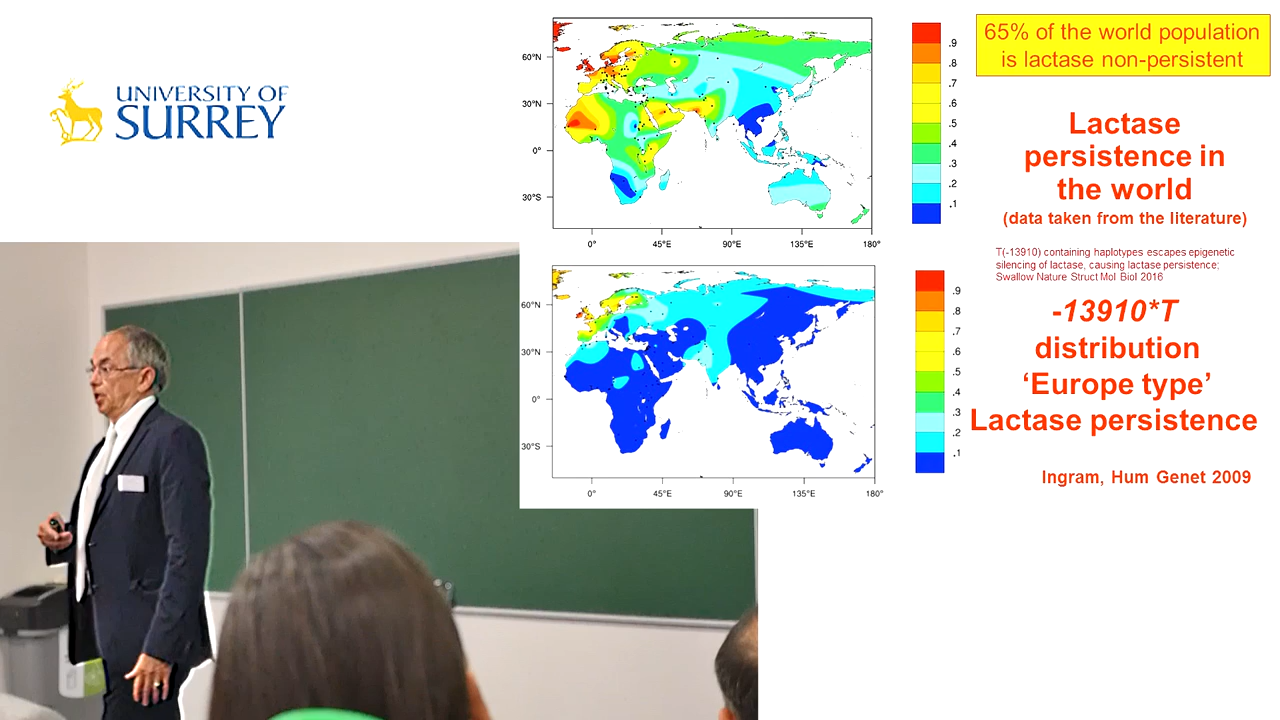 UNIVERSITY OF
SURREY
60°N
30°N
0°
30°S
0°
45°E
90°E
135°E
180°
.9
.8
.7
.6
.5
.4
.3
.2
.1
65% of the world population
is lactase non-persistent
Lactase
persistence in
the world
(data taken from the literature)
T(-13910) containing haplotypes escapes epigenetic
silencing of lactase, causing lactase persistence;
Swallow Nature Struct Mol Biol 2016
60°N
30°N
0°
30°S
0°
45°E
90°E
135°E
180°
.9
.8
.7
.6
.5
.4
.3
.2
.1
-13910*T
distribution
‘Europe type’
Lactase persistence
Ingram, Hum Genet 2009